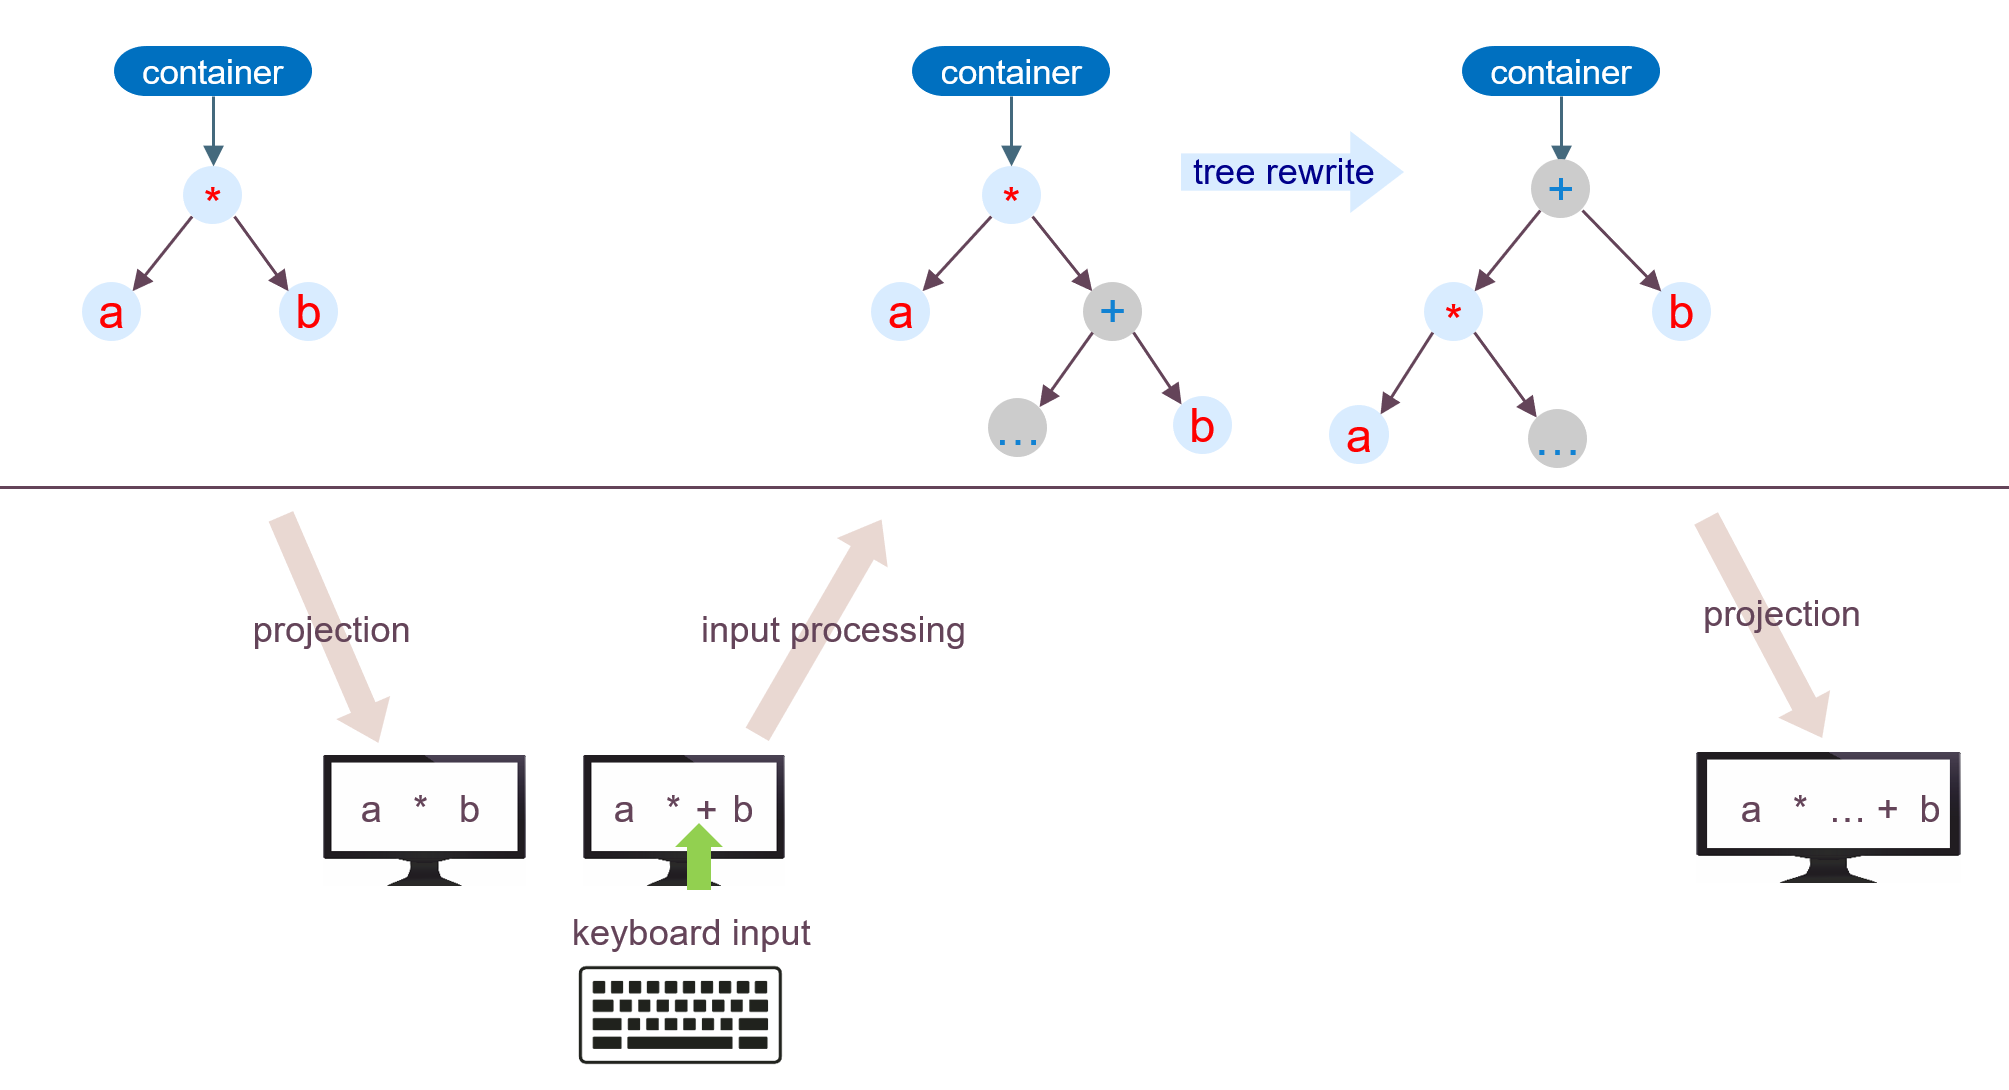 container
container
container
tree rewrite
*
*
+
a
b
a
+
*
b
…
b
a
…
projection
input processing
projection
a * b
a * + b
a * … + b
keyboard input